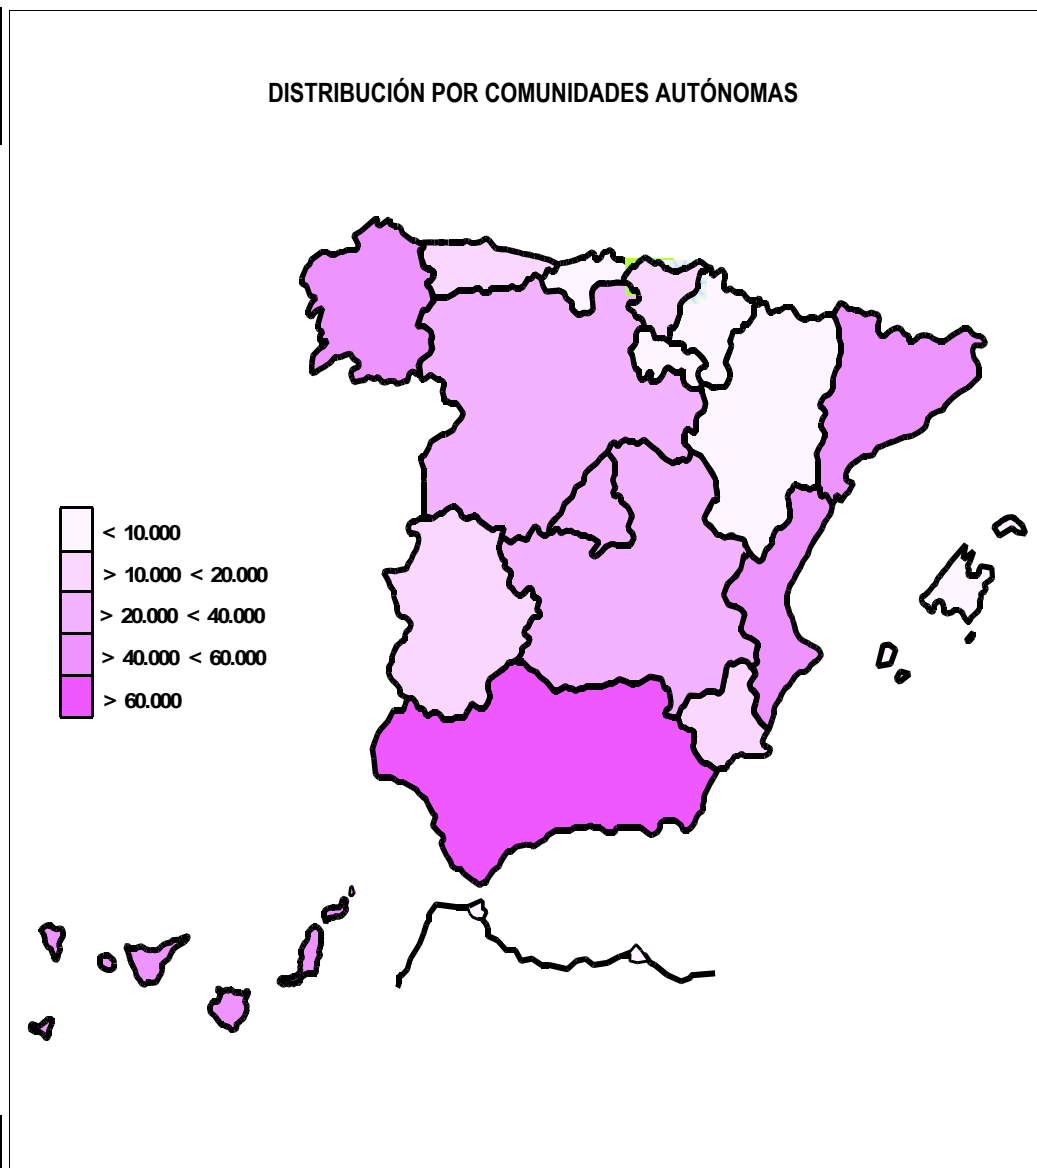 DISTRIBUCIÓN POR COMUNIDADES AUTÓNOMAS
< 10.000
> 10.000 < 20.000
> 20.000 < 40.000
> 40.000 < 60.000
> 60.000